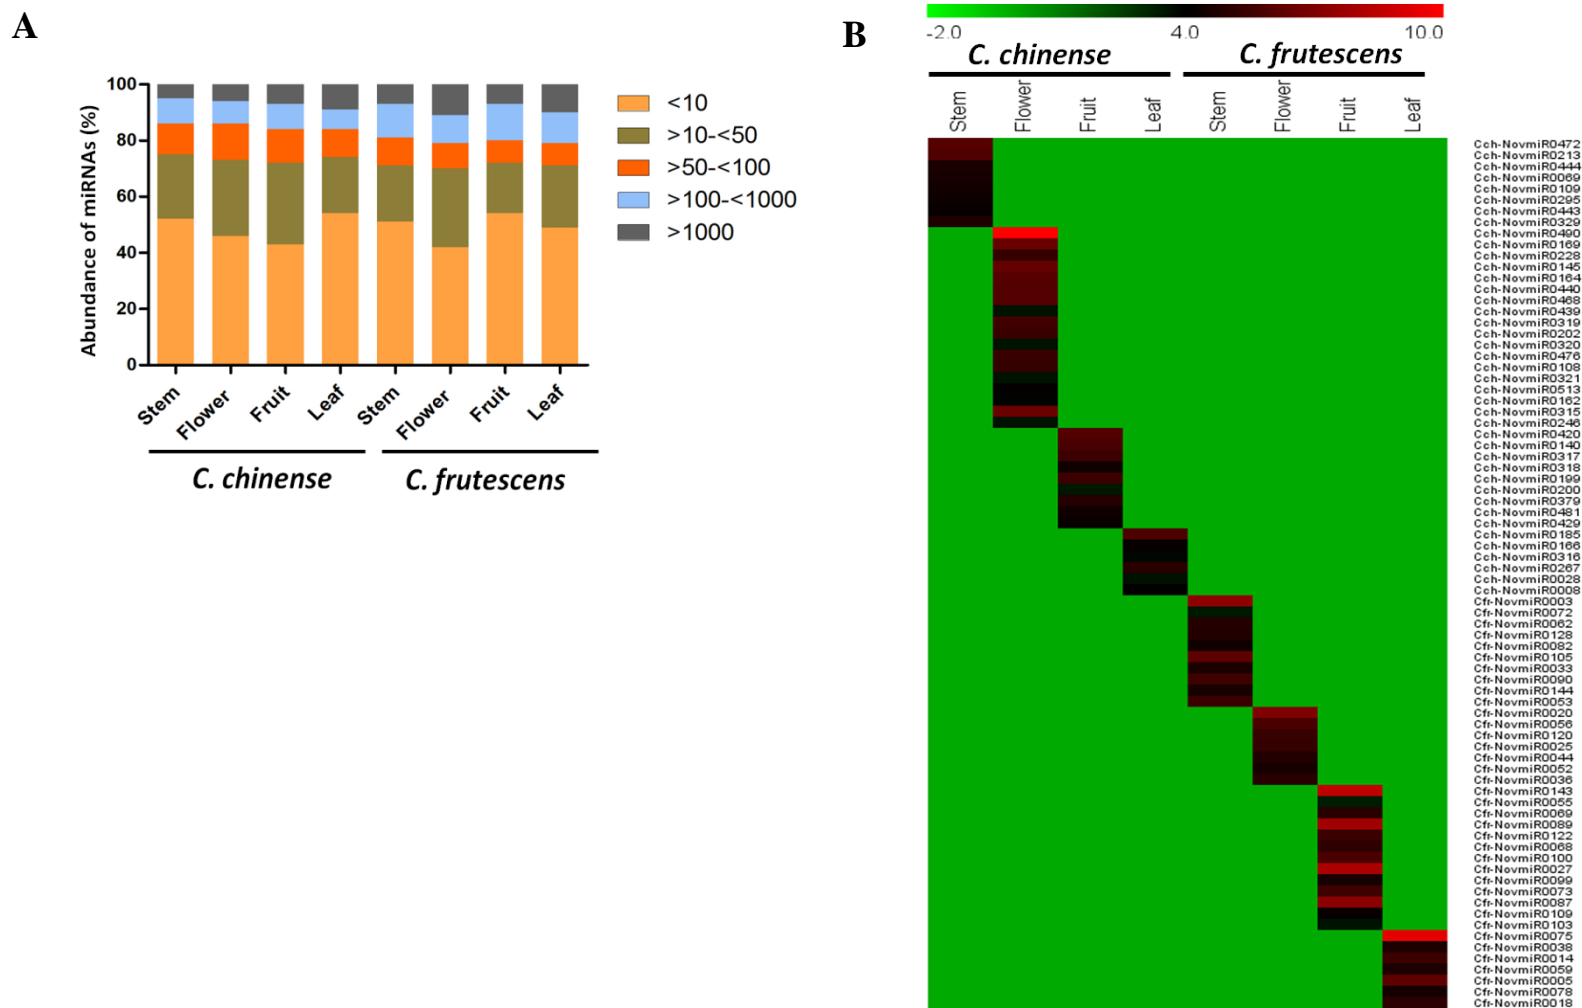 A
Abundance of miRNAs (%)
100
80
60
40
20
0
Stem
Flower
Fruit
Leaf
Stem
Flower
Fruit
Leaf
C. chinense
C. frutescens
<10
>10-<50
>50-<100
>100-<1000
>1000
B
-2.0 4.0 10.0
C. chinense C. frutescens
Stem
Flower
Fruit
Leaf
Stem
Flower
Fruit
Leaf
Cch-NovmiR0472
Cch-NovmiR0213
Cch-NovmiR0444
Cch-NovmiR0069
Cch-NovmiR0109
Cch-NovmiR0295
Cch-NovmiR0443
Cch-NovmiR0329
Cch-NovmiR0490
Cch-NovmiR0169
Cch-NovmiR0228
Cch-NovmiR0145
Cch-NovmiR0164
Cch-NovmiR0440
Cch-NovmiR0468
Cch-NovmiR0439
Cch-NovmiR0319
Cch-NovmiR0202
Cch-NovmiR0320
Cch-NovmiR0476
Cch-NovmiR0108
Cch-NovmiR0321
Cch-NovmiR0513
Cch-NovmiR0162
Cch-NovmiR0315
Cch-NovmiR0246
Cch-NovmiR0420
Cch-NovmiR0140
Cch-NovmiR0317
Cch-NovmiR0318
Cch-NovmiR0199
Cch-NovmiR0200
Cch-NovmiR0379
Cch-NovmiR0481
Cch-NovmiR0429
Cch-NovmiR0185
Cch-NovmiR0166
Cch-NovmiR0316
Cch-NovmiR0267
Cch-NovmiR0028
Cch-NovmiR0008
Cfr-NovmiR0003
Cfr-NovmiR0072
Cfr-NovmiR0062
Cfr-NovmiR0128
Cfr-NovmiR0082
Cfr-NovmiR0105
Cfr-NovmiR0033
Cfr-NovmiR0090
Cfr-NovmiR0144
Cfr-NovmiR0053
Cfr-NovmiR0020
Cfr-NovmiR0056
Cfr-NovmiR0120
Cfr-NovmiR0025
Cfr-NovmiR0044
Cfr-NovmiR0052
Cfr-NovmiR0036
Cfr-NovmiR0143
Cfr-NovmiR0055
Cfr-NovmiR0069
Cfr-NovmiR0089
Cfr-NovmiR0122
Cfr-NovmiR0068
Cfr-NovmiR0100
Cfr-NovmiR0027
Cfr-NovmiR0099
Cfr-NovmiR0073
Cfr-NovmiR0087
Cfr-NovmiR0109
Cfr-NovmiR0103
Cfr-NovmiR0075
Cfr-NovmiR0038
Cfr-NovmiR0014
Cfr-NovmiR0059
Cfr-NovmiR0005
Cfr-NovmiR0078
Cfr-NovmiR0018